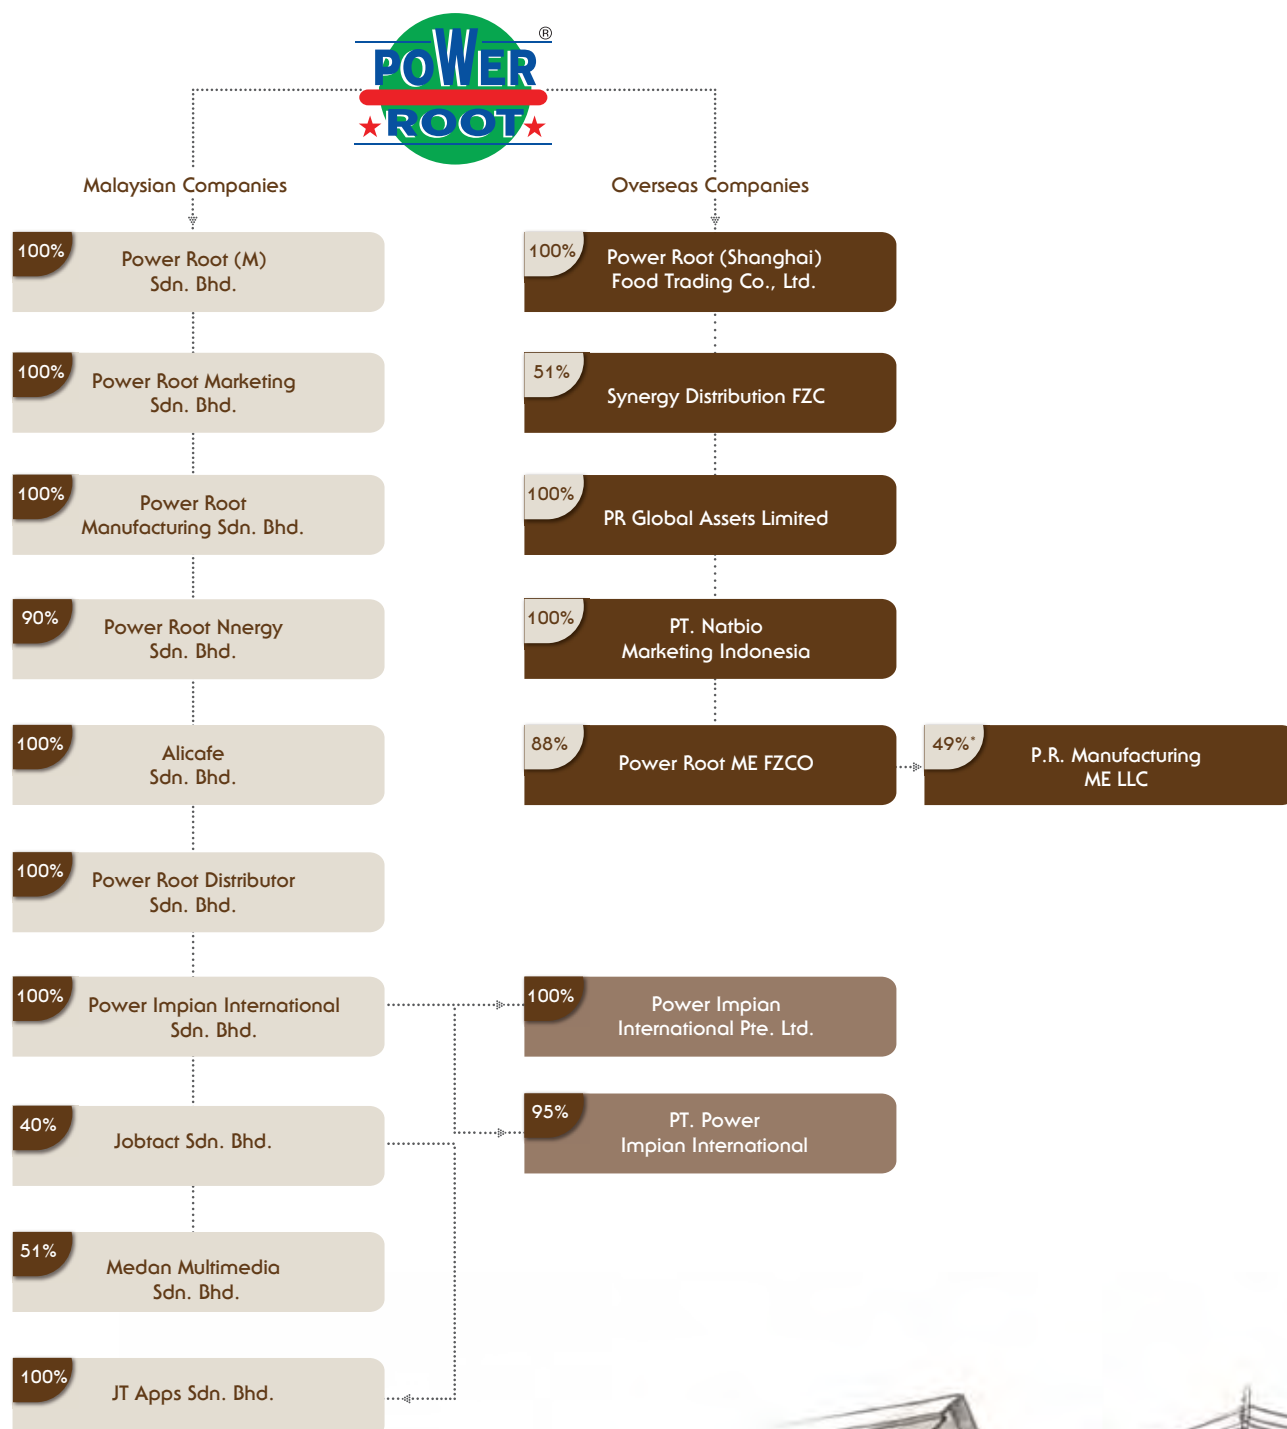 POWER
®
ROOT
Malaysian Companies
100%
Power Root (M)
Sdn. Bhd.
100%
Power Root Marketing
Sdn. Bhd.
100%
Power Root
Manufacturing Sdn. Bhd.
90%
Power Root Nnergy
Sdn. Bhd.
100%
Alicafe
Sdn. Bhd.
100%
Power Root Distributor
Sdn. Bhd.
100%
Power Impian International
Sdn. Bhd.
40%
Jobtact Sdn. Bhd.
51%
Medan Multimedia
Sdn. Bhd.
100%
JT Apps Sdn. Bhd.
Overseas Companies
100%
Power Root (Shanghai)
Food Trading Co., Ltd.
51%
Synergy Distribution FZC
100%
PR Global Assets Limited
100%
PT. Natbio
Marketing Indonesia
88%
Power Root ME FZCO
49%*
P.R. Manufacturing
ME LLC
100%
Power Impian
International Pte. Ltd.
95%
PT. Power
Impian International